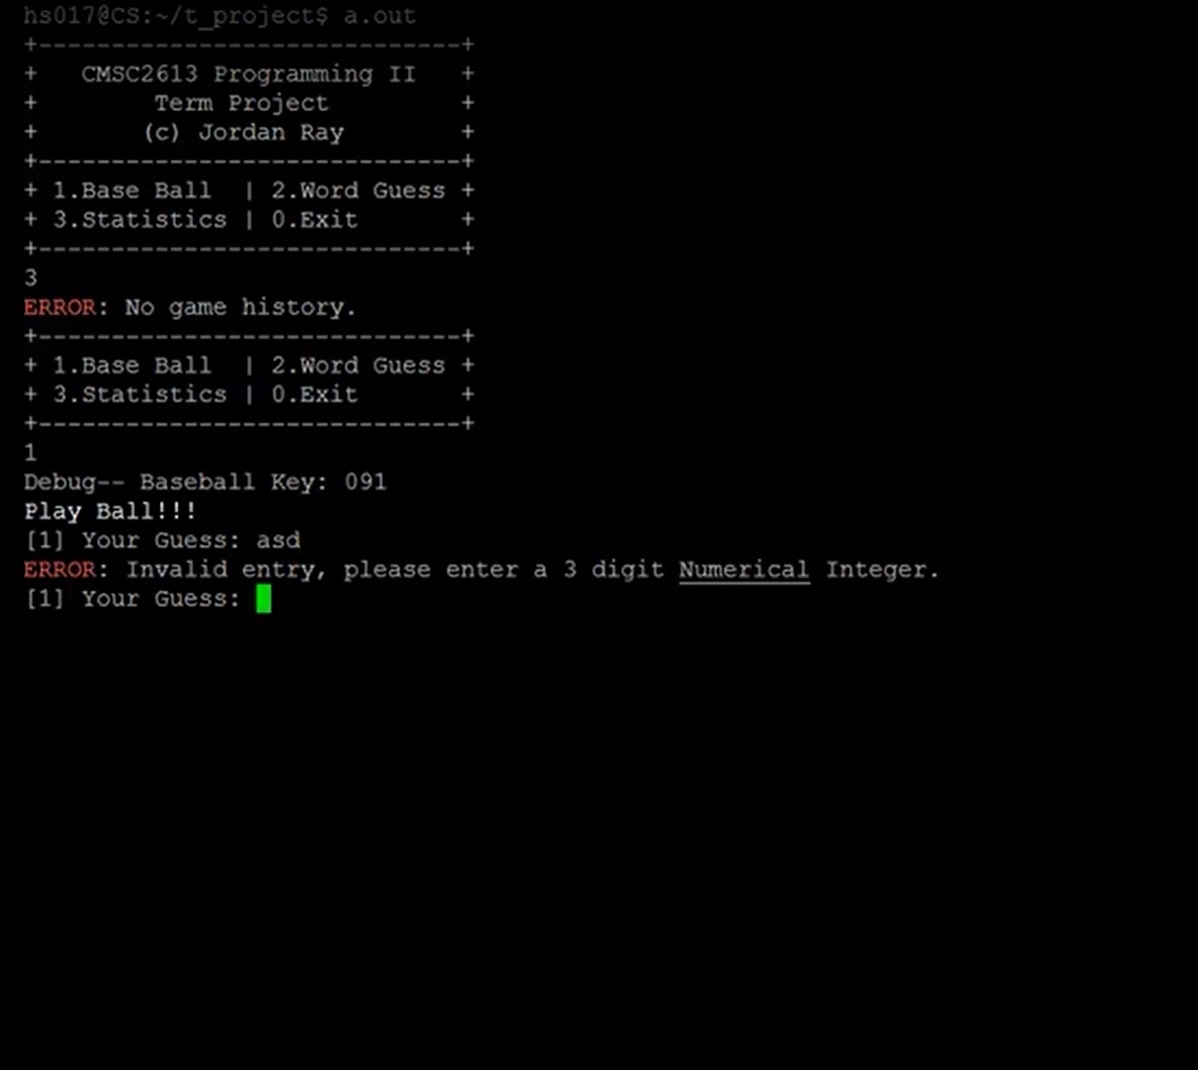 hs017@CS:~/t_project$ a.out
+-----------------------------+
+   CMSC2613 Programming II   +
+        Term Project         +
+       (c) Jordan Ray        +
+-----------------------------+
+ 1.Base Ball  | 2.Word Guess +
+ 3.Statistics | 0.Exit       +
+-----------------------------+
3
ERROR: No game history.
+-----------------------------+
+ 1.Base Ball  | 2.Word Guess +
+ 3.Statistics | 0.Exit       +
+-----------------------------+
1
Debug-- Baseball Key: 091
Play Ball!!!
[1] Your Guess: asd
ERROR: Invalid entry, please enter a 3 digit Numerical Integer.
[1] Your Guess: